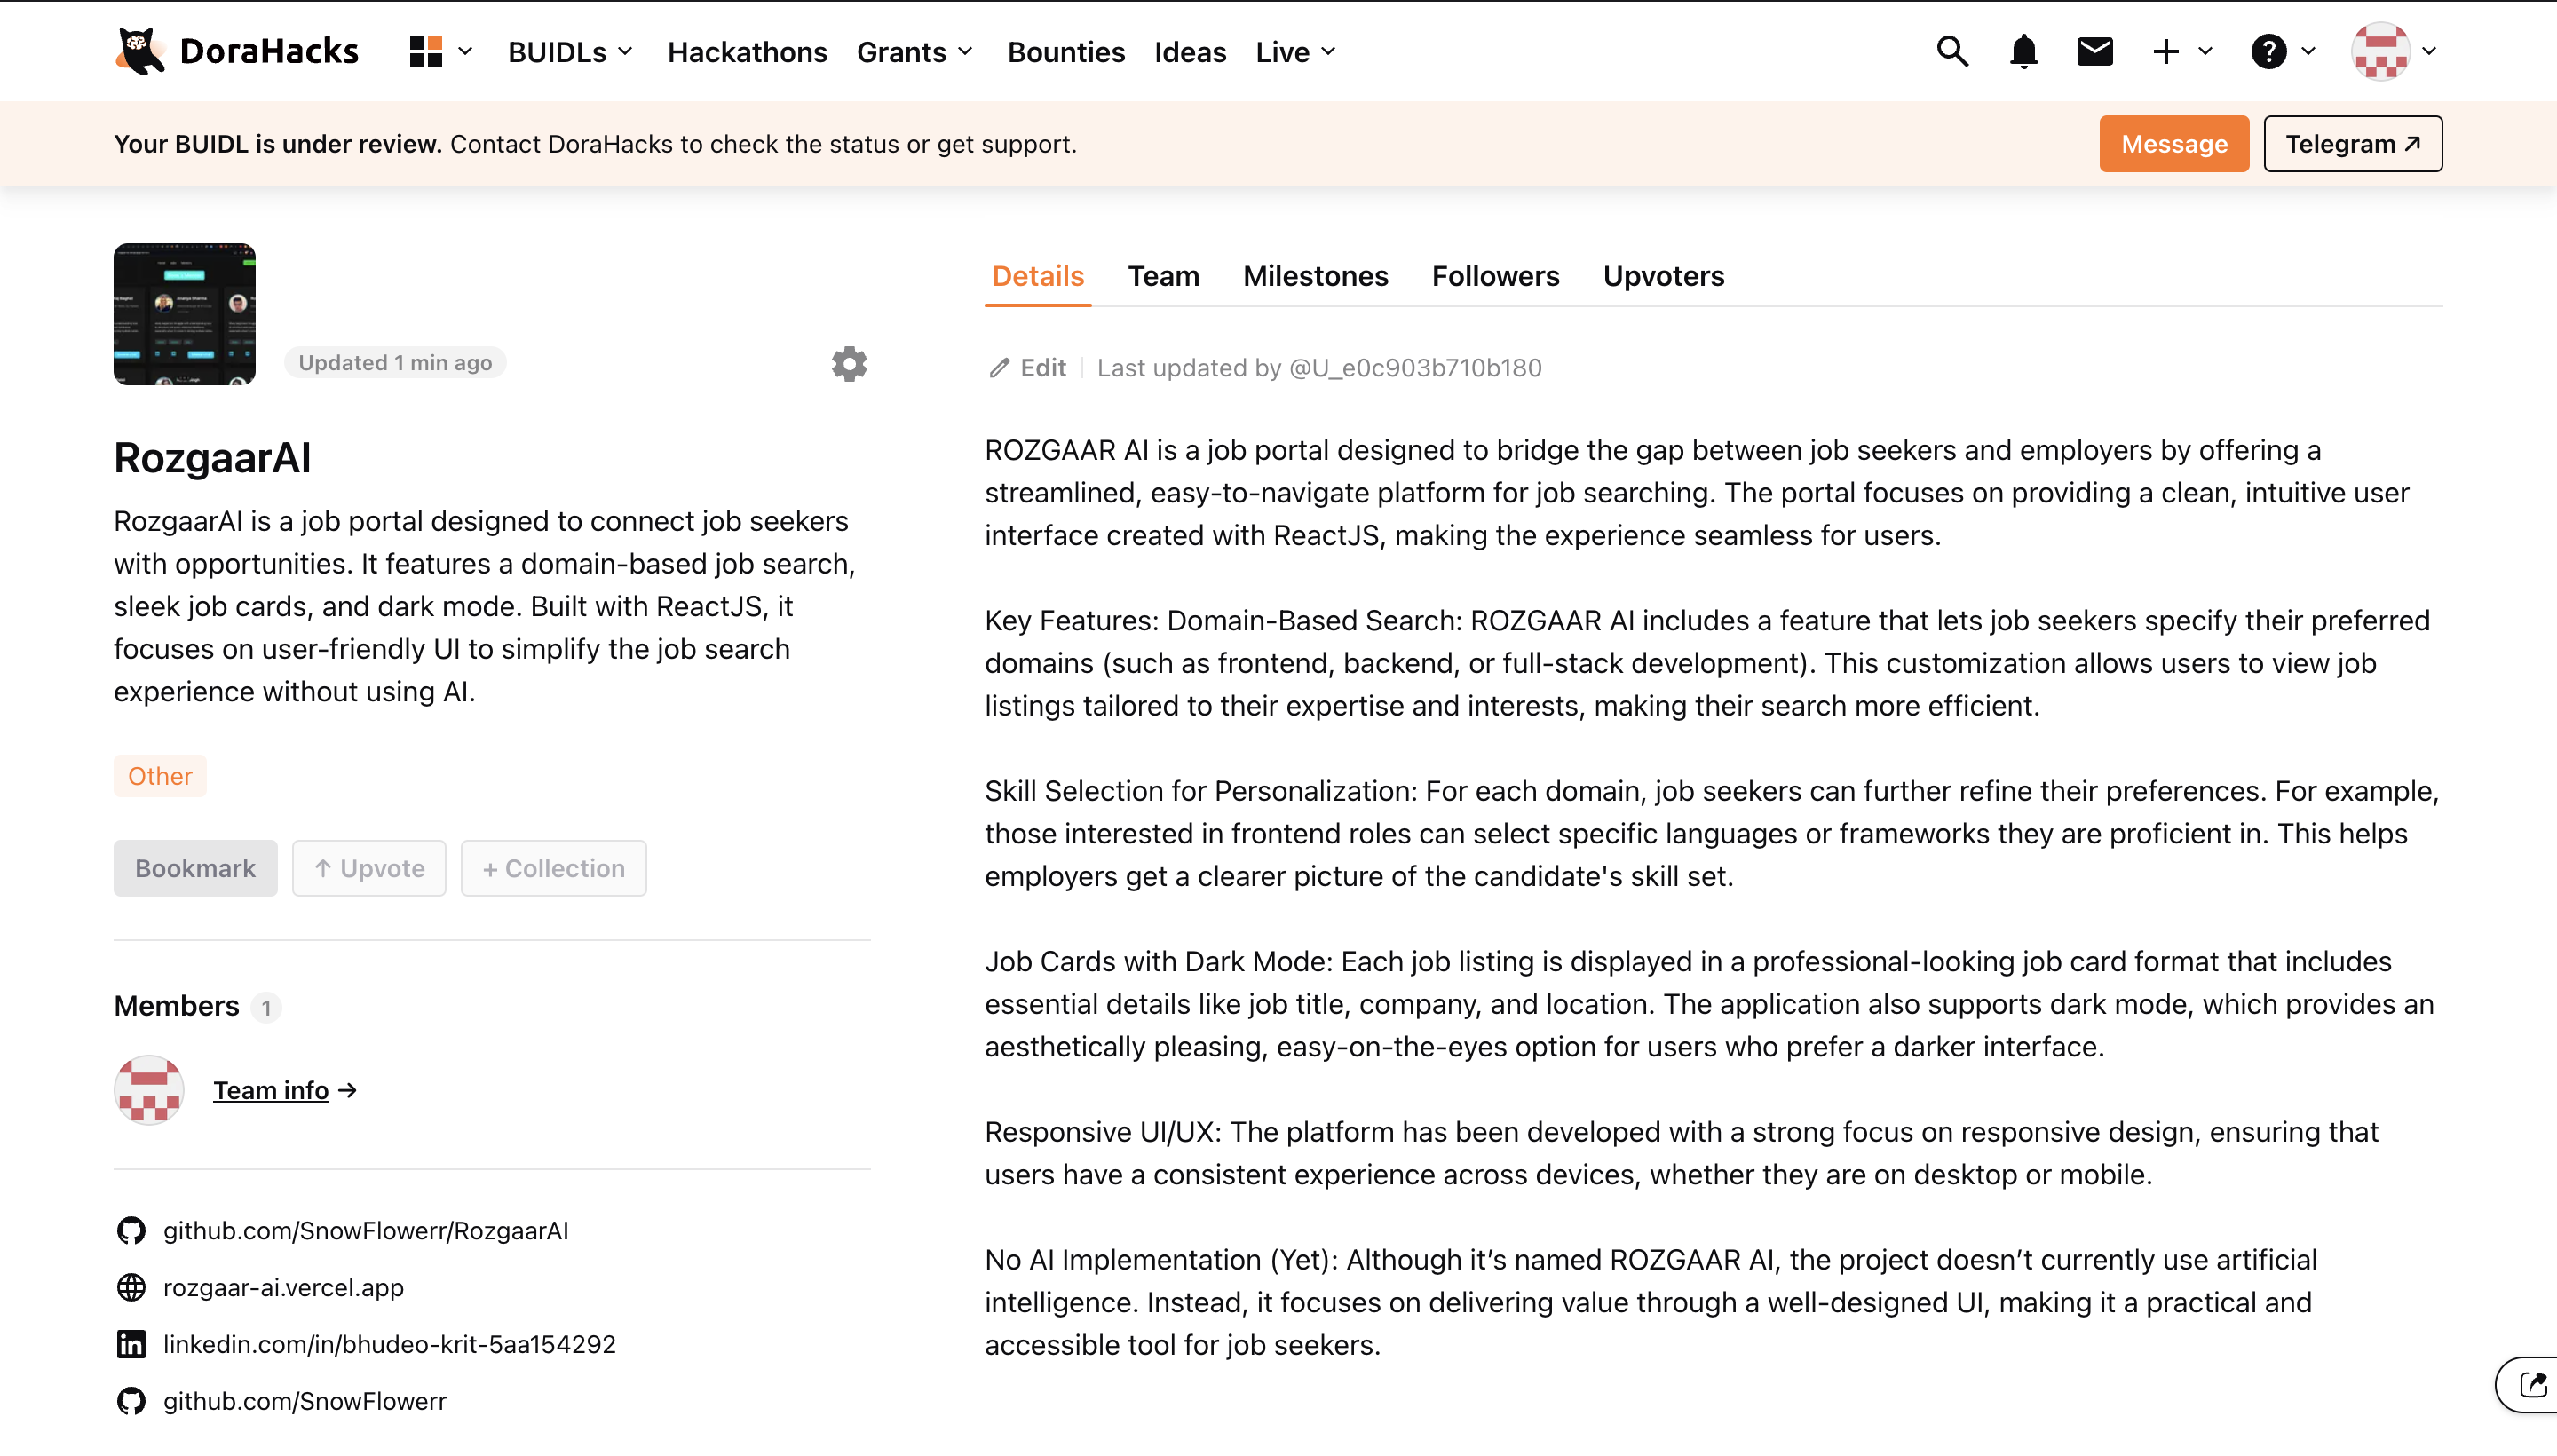 DoraHacks
BUIDLs
Hackathons
Grants
Bounties
Ideas
Live
Your BUIDL is under review. Contact DoraHacks to check the status or get support.
Message
Telegram
Updated 1 min ago
RozgaarAI
RozgaarAI is a job portal designed to connect job seekers
with opportunities. It features a domain-based job search,
sleek job cards, and dark mode. Built with ReactJS, it
focuses on user-friendly UI to simplify the job search
experience without using AI.
Other
Bookmark
Upvote
+ Collection
Members 1
Team info →
github.com/SnowFlowerr/RozgaarAI
rozgaar-ai.vercel.app
linkedin.com/in/bhudeo-krit-5aa154292
github.com/SnowFlowerr
Details
Team
Milestones
Followers
Upvoters
Edit
Last updated by @U_e0c903b710b180
ROZGAAR AI is a job portal designed to bridge the gap between job seekers and employers by offering a
streamlined, easy-to-navigate platform for job searching. The portal focuses on providing a clean, intuitive user
interface created with ReactJS, making the experience seamless for users.
Key Features: Domain-Based Search: ROZGAAR AI includes a feature that lets job seekers specify their preferred
domains (such as frontend, backend, or full-stack development). This customization allows users to view job
listings tailored to their expertise and interests, making their search more efficient.
Skill Selection for Personalization: For each domain, job seekers can further refine their preferences. For example,
those interested in frontend roles can select specific languages or frameworks they are proficient in. This helps
employers get a clearer picture of the candidate's skill set.
Job Cards with Dark Mode: Each job listing is displayed in a professional-looking job card format that includes
essential details like job title, company, and location. The application also supports dark mode, which provides an
aesthetically pleasing, easy-on-the-eyes option for users who prefer a darker interface.
Responsive UI/UX: The platform has been developed with a strong focus on responsive design, ensuring that
users have a consistent experience across devices, whether they are on desktop or mobile.
No AI Implementation (Yet): Although it’s named ROZGAAR AI, the project doesn’t currently use artificial
intelligence. Instead, it focuses on delivering value through a well-designed UI, making it a practical and
accessible tool for job seekers.